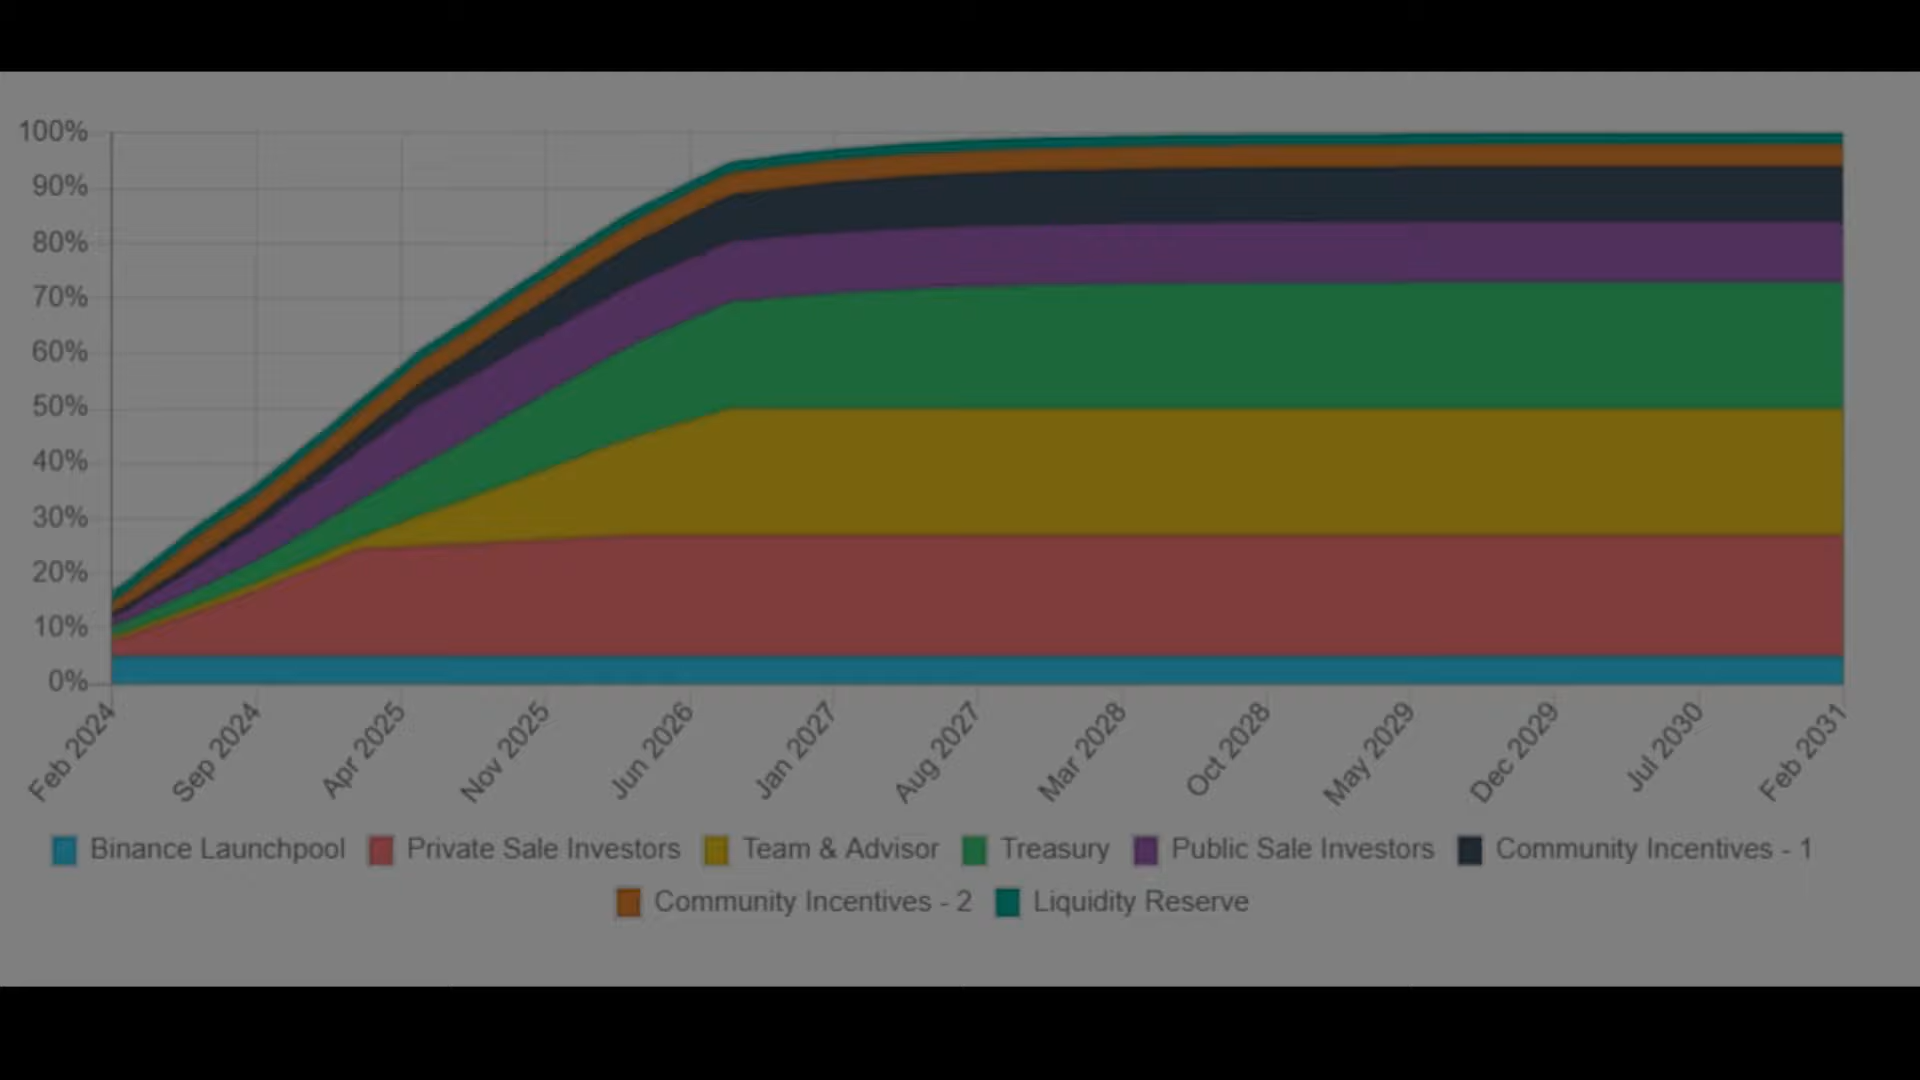 100%
90%
80%
70%
60%
50%
40%
30%
20%
10%
0%
Feb 2024
Sep 2024
Apr 2025
Nov 2025
Jun 2026
Jan 2027
Aug 2027
Mar 2028
Oct 2028
May 2029
Dec 2029
Jul 2030
Feb 2031
Binance Launchpool Private Sale Investors Team & Advisor Treasury Public Sale Investors Community Incentives - 1
Community Incentives - 2 Liquidity Reserve